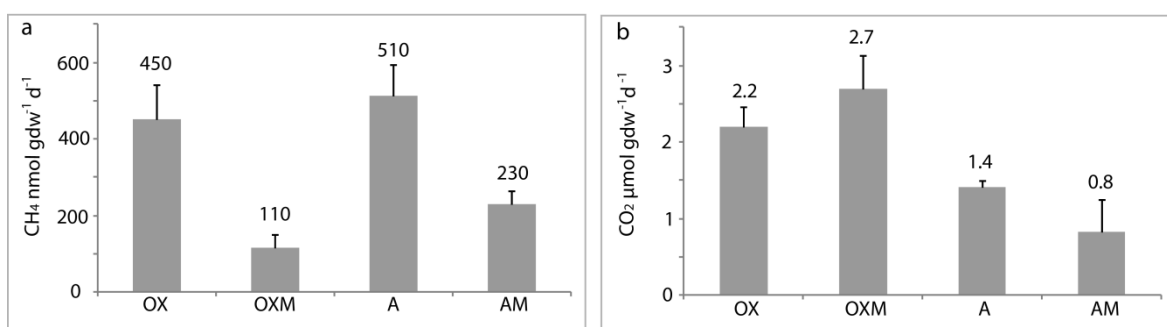 a
CH₄ nmol gdw⁻¹ d⁻¹
600
400
200
0
450
110
510
230
OX
OXM
A
AM
b
CO₂ µmol gdw⁻¹d⁻¹
3
2
1
0
2.2
2.7
1.4
0.8
OX
OXM
A
AM